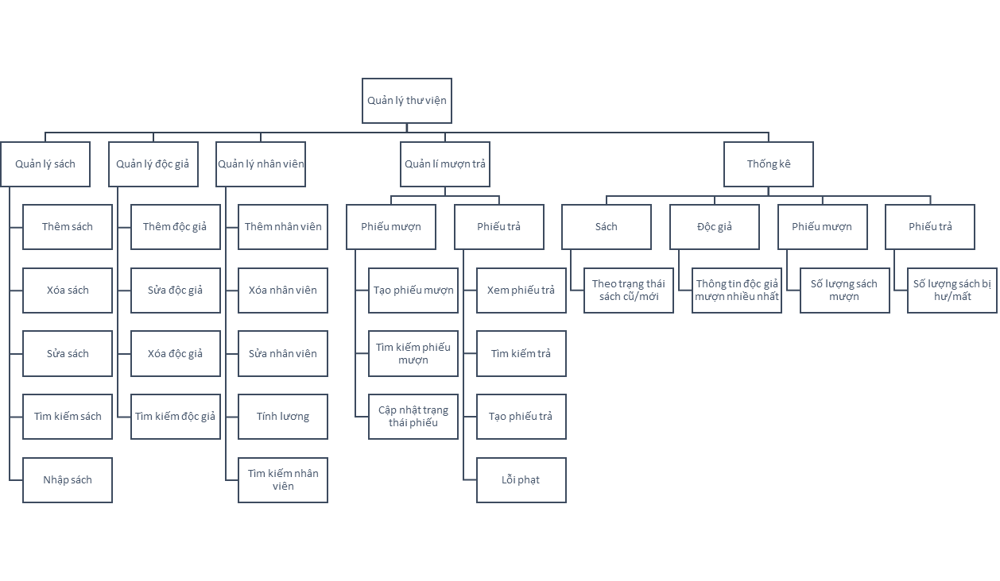 Quản lý thư viện
Quản lý sách
Quản lý độc giả
Quản lý nhân viên
Quản lí mượn trả
Thống kê
Thêm sách
Thêm độc giả
Thêm nhân viên
Phiếu mượn
Phiếu trả
Sách
Độc giả
Phiếu mượn
Phiếu trả
Xóa sách
Sửa độc giả
Xóa nhân viên
Tạo phiếu mượn
Xem phiếu trả
Theo trạng thái
sách cũ/mới
Thông tin độc giả
mượn nhiều nhất
Số lượng sách
mượn
Số lượng sách bị
hư/mất
Sửa sách
Xóa độc giả
Sửa nhân viên
Tìm kiếm phiếu
mượn
Tìm kiếm trả
Tìm kiếm sách
Tìm kiếm độc giả
Tính lương
Cập nhật trạng
thái phiếu
Tạo phiếu trả
Nhập sách
Tìm kiếm nhân
viên
Lỗi phạt